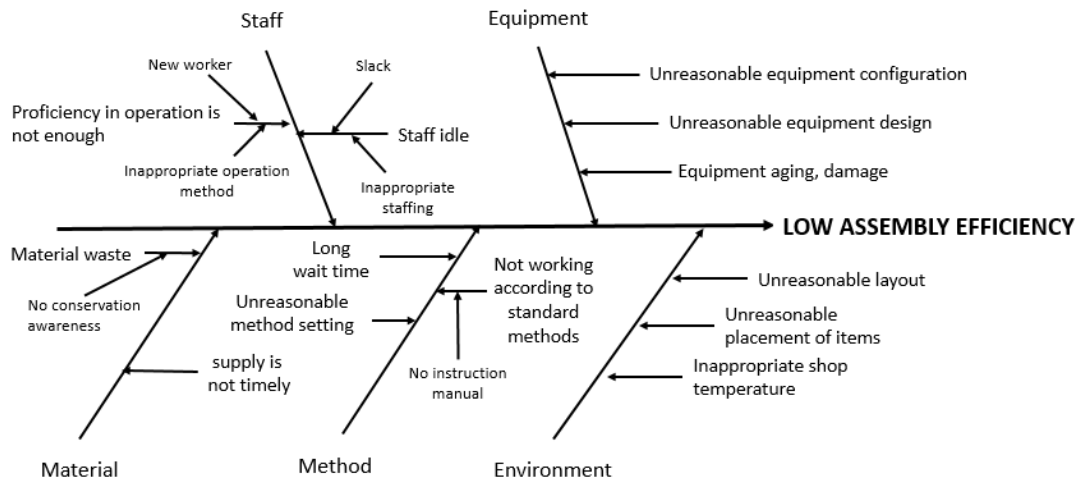 Staff
Equipment
New worker
Slack
Proficiency in operation is
not enough
Staff idle
Inappropriate operation
method
Inappropriate
staffing
Unreasonable equipment configuration
Unreasonable equipment design
Equipment aging, damage
LOW ASSEMBLY EFFICIENCY
Material waste
No conservation
awareness
supply is
not timely
Long
wait time
Unreasonable
method setting
Not working
according to
standard
methods
No instruction
manual
Unreasonable layout
Unreasonable
placement of items
Inappropriate shop
temperature
Material
Method
Environment